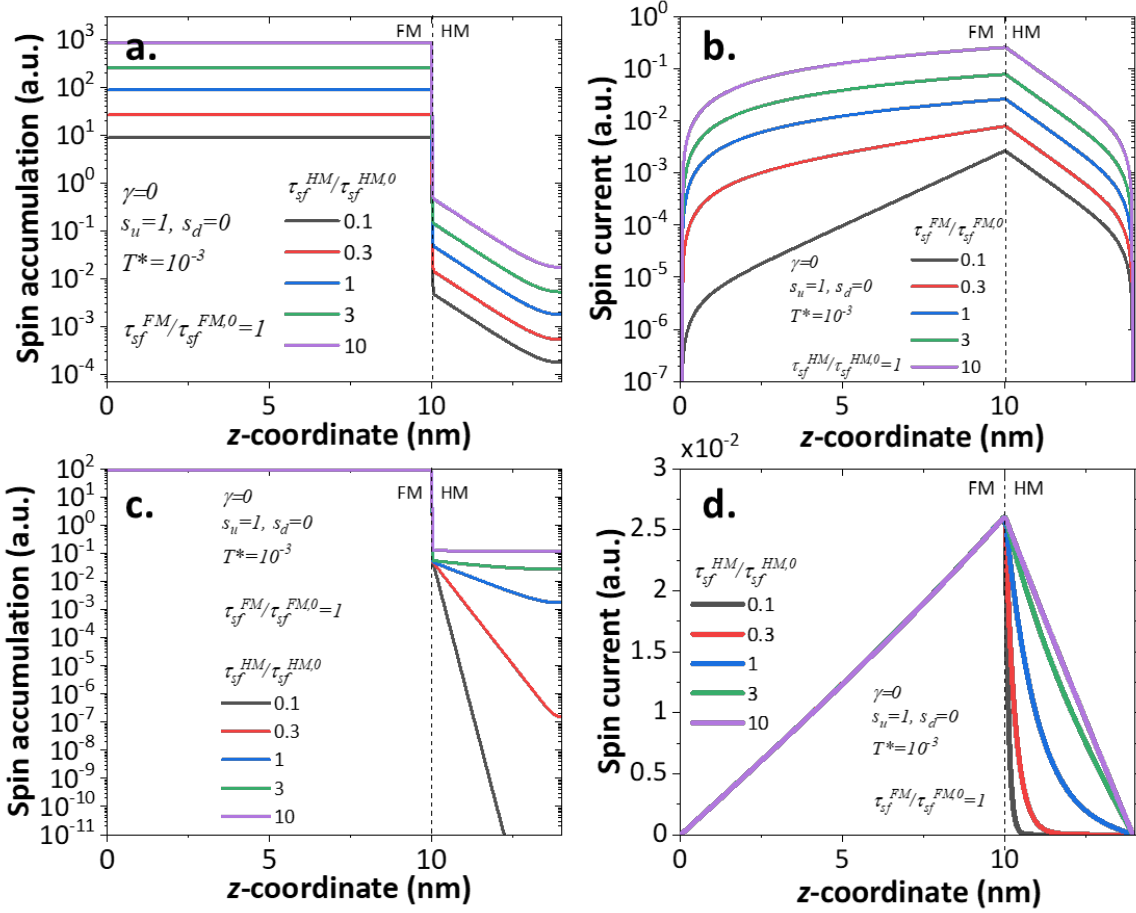 a.
FM HM
10³
10²
10¹
10⁰
10⁻¹
10⁻²
10⁻³
10⁻⁴
Spin accumulation (a.u.)
γ=0
s_u=1, s_d=0
T*=10⁻³
τ_sf^FM/τ_sf^FM,0=1
τ_sf^HM/τ_sf^HM,0
0.1
0.3
1
3
10
0 5 10
z-coordinate (nm)
b.
FM HM
10⁰
10⁻¹
10⁻²
10⁻³
10⁻⁴
10⁻⁵
10⁻⁶
10⁻⁷
Spin current (a.u.)
γ=0
s_u=1, s_d=0
T*=10⁻³
τ_sf^HM/τ_sf^HM,0=1
τ_sf^FM/τ_sf^FM,0
0.1
0.3
1
3
10
0 5 10
z-coordinate (nm)
c.
FM HM
10²
10¹
10⁰
10⁻¹
10⁻²
10⁻³
10⁻⁴
10⁻⁵
10⁻⁶
10⁻⁷
10⁻⁸
10⁻⁹
10⁻¹⁰
10⁻¹¹
Spin accumulation (a.u.)
γ=0
s_u=1, s_d=0
T*=10⁻³
τ_sf^FM/τ_sf^FM,0=1
τ_sf^HM/τ_sf^HM,0
0.1
0.3
1
3
10
0 5 10
z-coordinate (nm)
x10⁻²
d.
FM HM
3
2.5
2
1.5
1
0.5
0
Spin current (a.u.)
τ_sf^HM/τ_sf^HM,0
0.1
0.3
1
3
10
γ=0
s_u=1, s_d=0
T*=10⁻³
τ_sf^FM/τ_sf^FM,0=1
0 5 10
z-coordinate (nm)